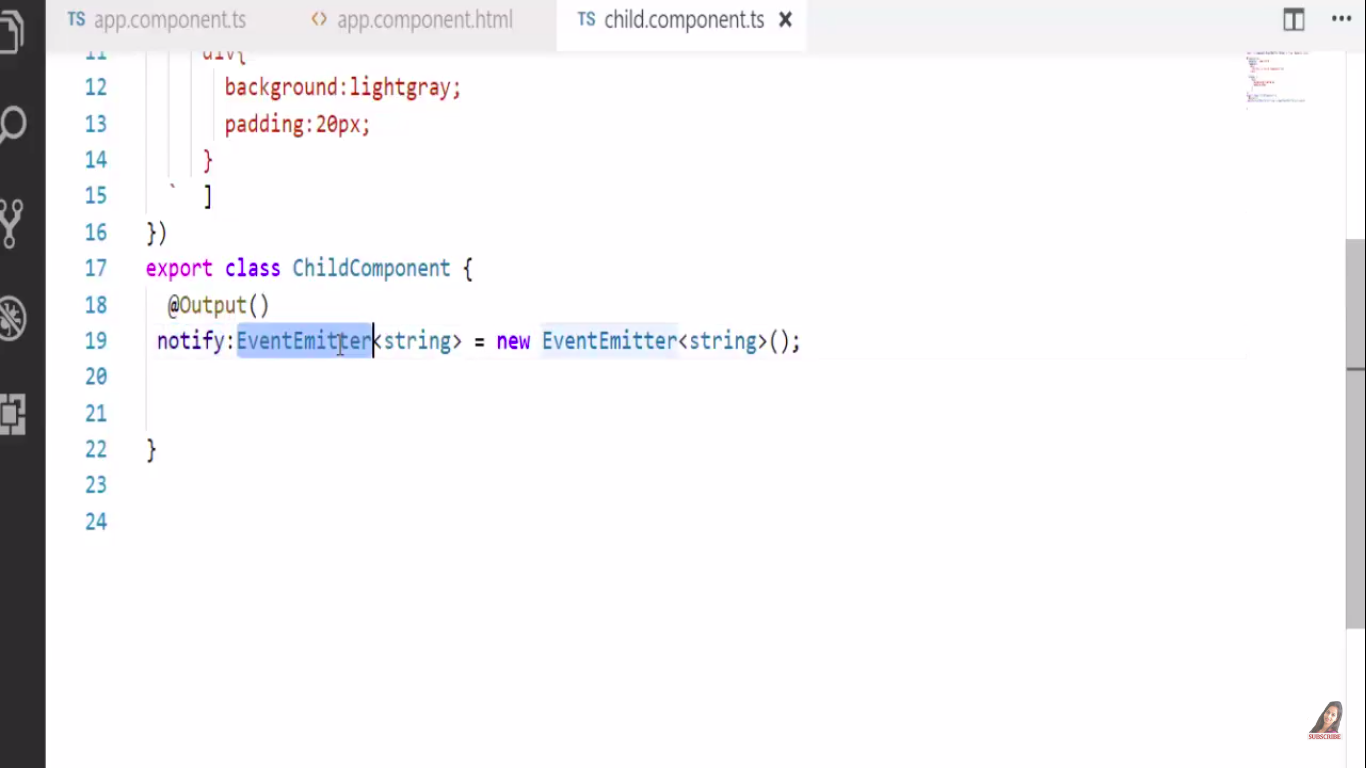 TS app.component.ts <> app.component.html TS child.component.ts ×
11 div{
12 background:lightgray;
13 padding:20px;
14 }
15 ` ]
16 })
17 export class ChildComponent {
18 @Output()
19 notify:EventEmitter<string> = new EventEmitter<string>();
20
21
22 }
23
24
SUBSCRIBE